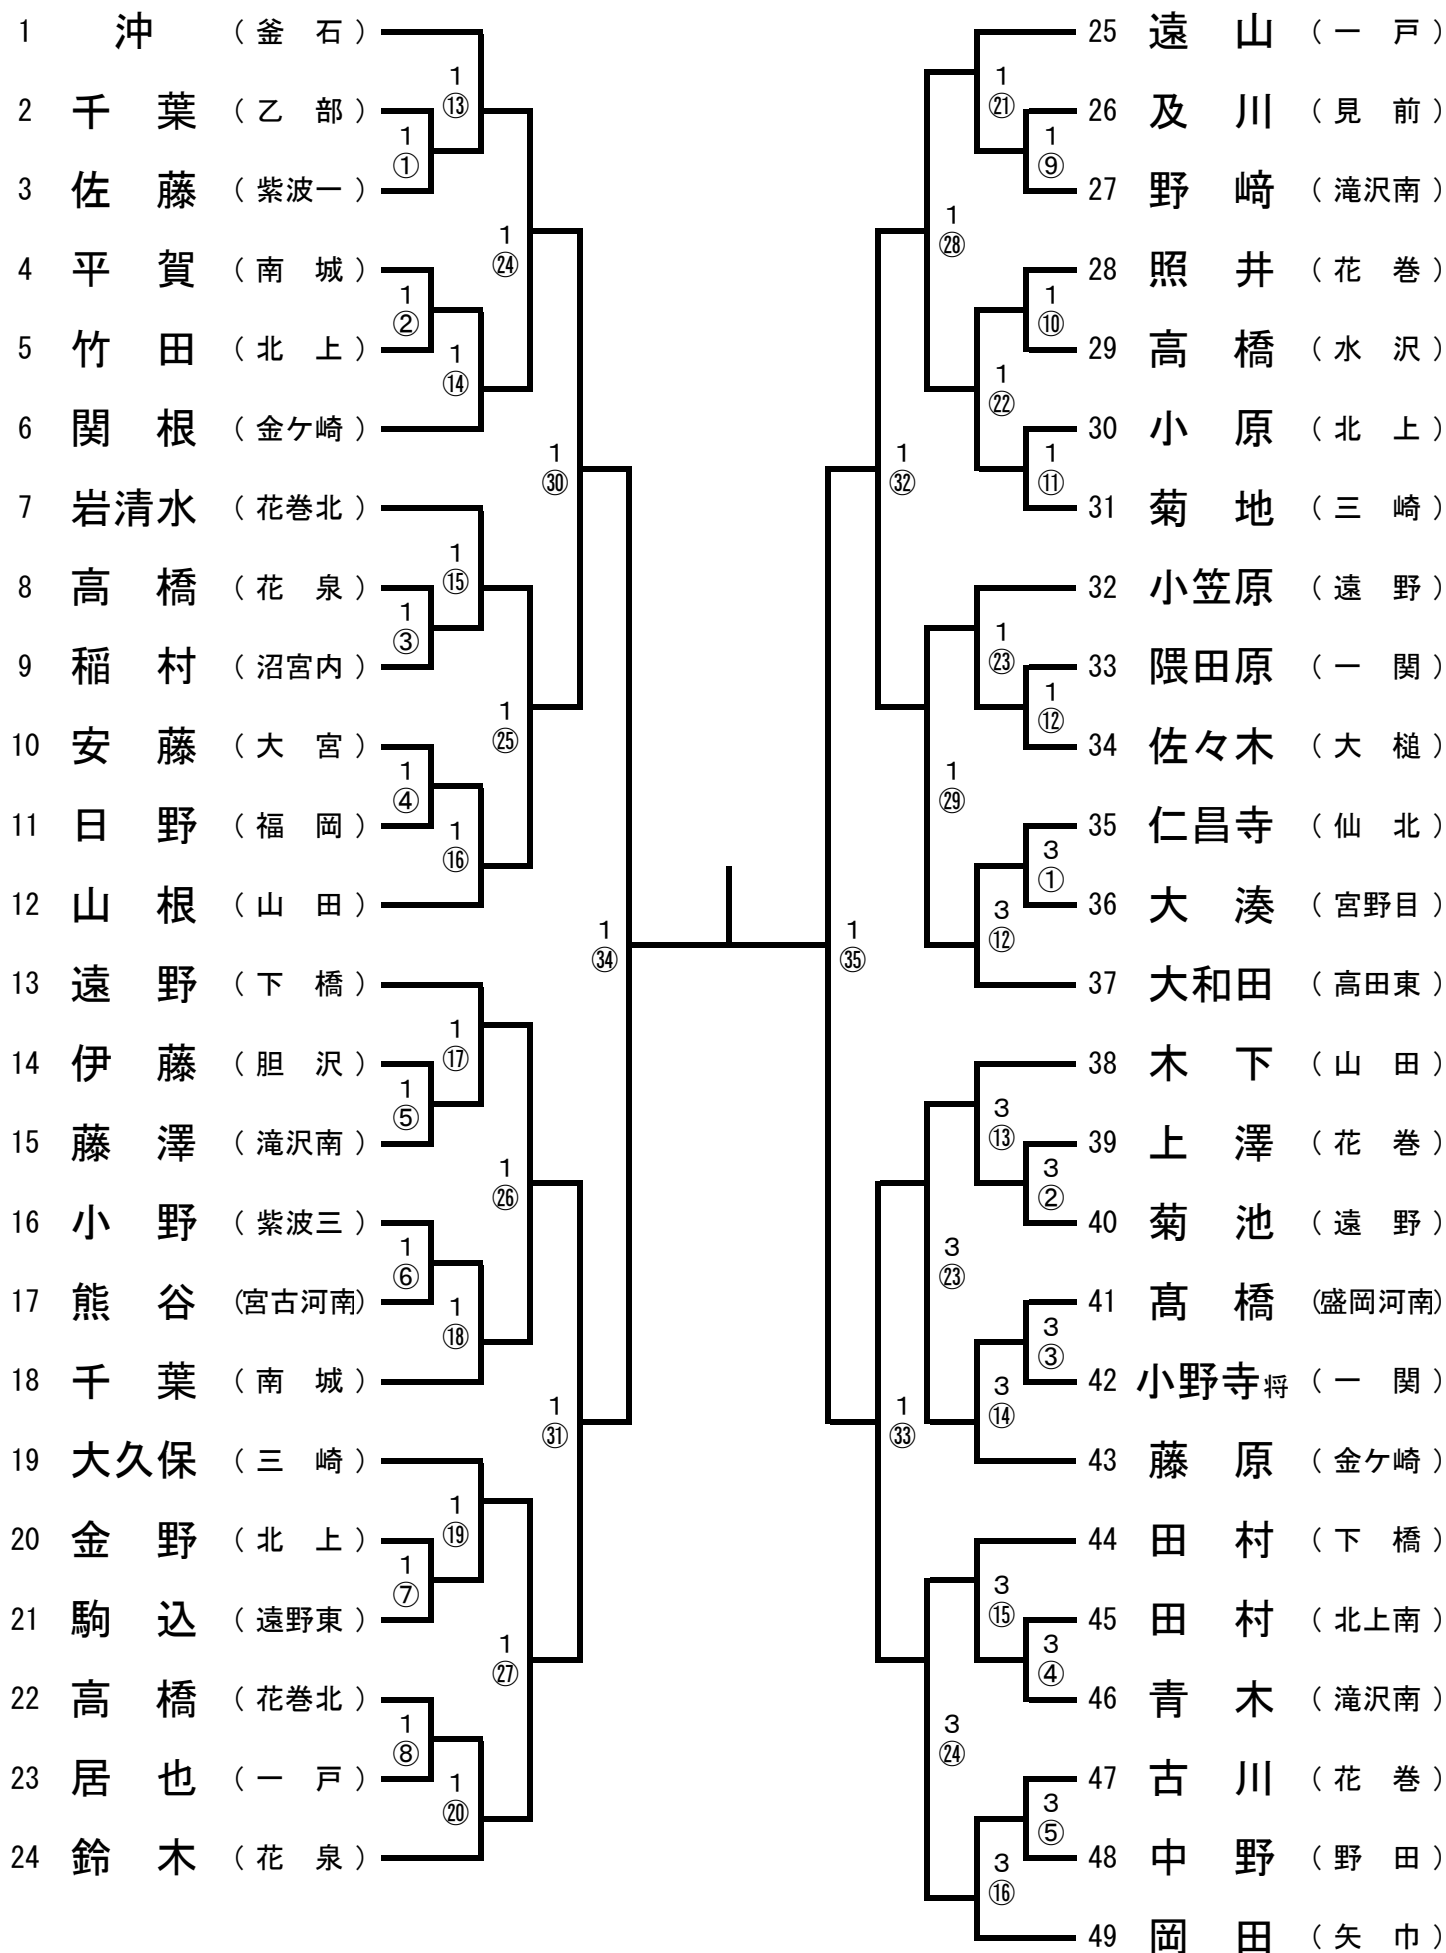 1 沖 （ 釜 石 ）
2 千 葉 （ 乙 部 ）
3 佐 藤 （ 紫波一 ）
4 平 賀 （ 南 城 ）
5 竹 田 （ 北 上 ）
6 関 根 （ 金ケ崎 ）
7 岩清水 （ 花巻北 ）
8 高 橋 （ 花 泉 ）
9 稲 村 （ 沼宮内 ）
10 安 藤 （ 大 宮 ）
11 日 野 （ 福 岡 ）
12 山 根 （ 山 田 ）
13 遠 野 （ 下 橋 ）
14 伊 藤 （ 胆 沢 ）
15 藤 澤 （ 滝沢南 ）
16 小 野 （ 紫波三 ）
17 熊 谷 (宮古河南)
18 千 葉 （ 南 城 ）
19 大久保 （ 三 崎 ）
20 金 野 （ 北 上 ）
21 駒 込 （ 遠野東 ）
22 高 橋 （ 花巻北 ）
23 居 也 （ 一 戸 ）
24 鈴 木 （ 花 泉 ）
1 ①
1 ②
1 ③
1 ④
1 ⑤
1 ⑥
1 ⑦
1 ⑧
1 ⑬
1 ⑭
1 ⑮
1 ⑯
1 ⑰
1 ⑱
1 ⑲
1 ⑳
1 ㉔
1 ㉕
1 ㉖
1 ㉗
1 ㉚
1 ㉛
1 ㉞
1 ㉟
1 ㉜
1 ㉝
1 ㉘
1 ㉙
3 ㉓
3 ㉔
1 ㉑
1 ㉒
1 ㉓
3 ⑫
3 ⑬
3 ⑭
3 ⑮
3 ⑯
1 ⑨
1 ⑩
1 ⑪
1 ⑫
3 ①
3 ②
3 ③
3 ④
3 ⑤
25 遠 山 （ 一 戸 ）
26 及 川 （ 見 前 ）
27 野 﨑 （ 滝沢南 ）
28 照 井 （ 花 巻 ）
29 高 橋 （ 水 沢 ）
30 小 原 （ 北 上 ）
31 菊 地 （ 三 崎 ）
32 小笠原 （ 遠 野 ）
33 隈田原 （ 一 関 ）
34 佐々木 （ 大 槌 ）
35 仁昌寺 （ 仙 北 ）
36 大 湊 （ 宮野目 ）
37 大和田 （ 高田東 ）
38 木 下 （ 山 田 ）
39 上 澤 （ 花 巻 ）
40 菊 池 （ 遠 野 ）
41 髙 橋 (盛岡河南)
42 小野寺将 （ 一 関 ）
43 藤 原 （ 金ケ崎 ）
44 田 村 （ 下 橋 ）
45 田 村 （ 北上南 ）
46 青 木 （ 滝沢南 ）
47 古 川 （ 花 巻 ）
48 中 野 （ 野 田 ）
49 岡 田 （ 矢 巾 ）